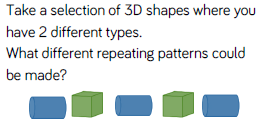 Take a selection of 3D shapes where you
have 2 different types.
What different repeating patterns could
be made?